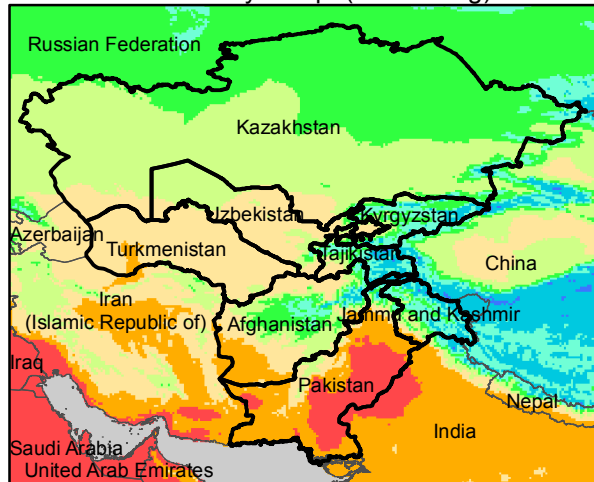 Russian Federation
Kazakhstan
Uzbekistan
Kyrgyzstan
Azerbaijan
Turkmenistan
Tajikistan
China
Iran
(Islamic Republic of)
Afghanistan
Jammu and Kashmir
Iraq
Pakistan
Nepal
India
Saudi Arabia
United Arab Emirates